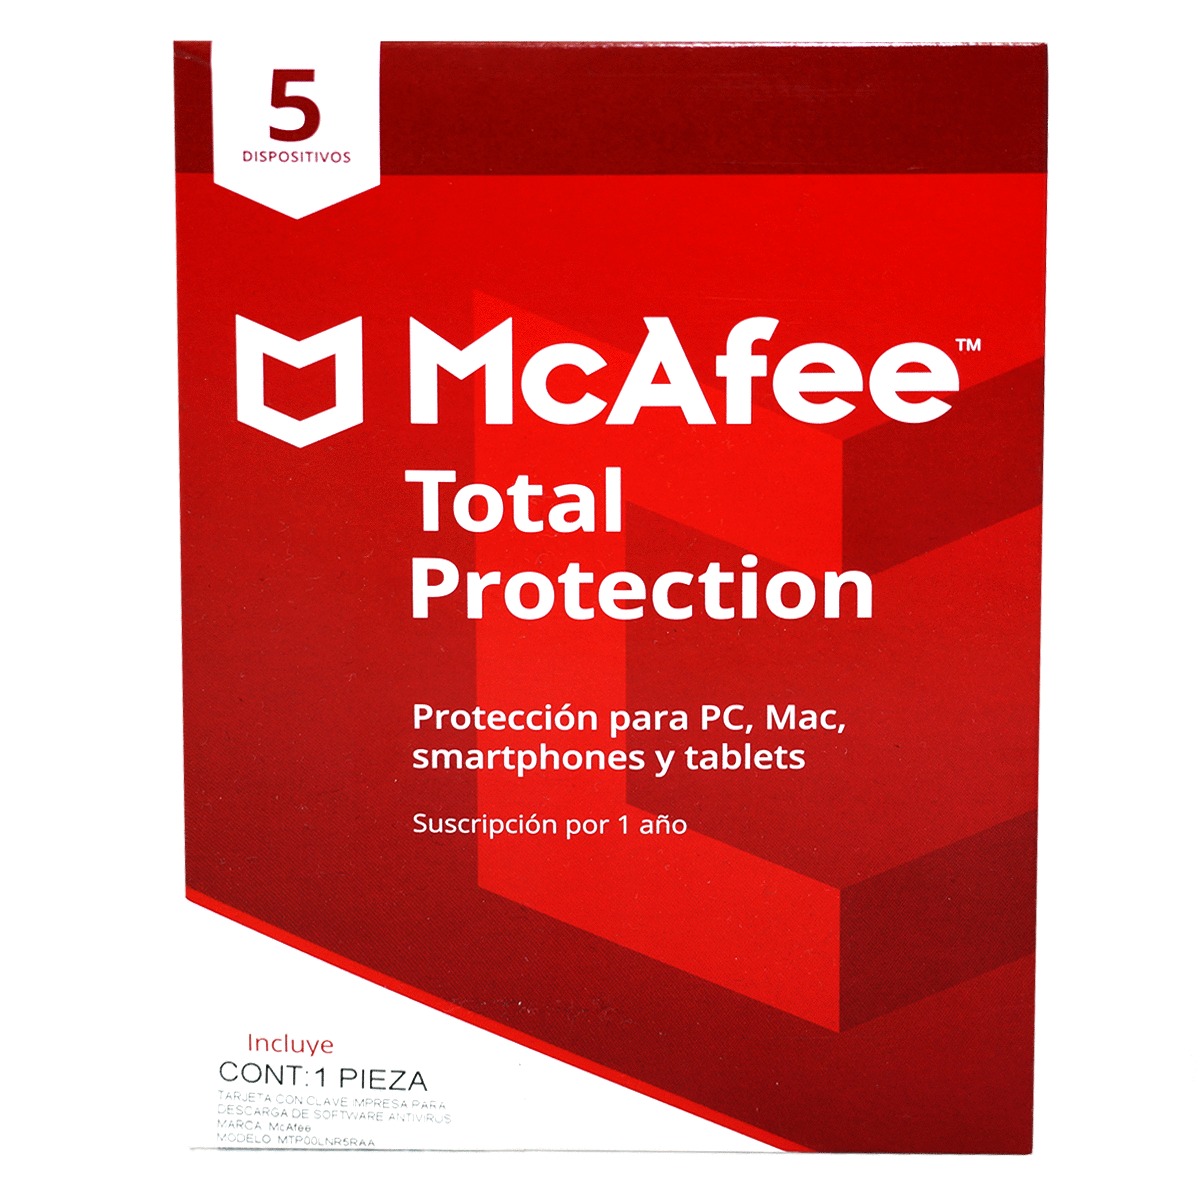 5
DISPOSITIVOS
McAfee™
Total
Protection
Protección para PC, Mac,
smartphones y tablets
Suscripción por 1 año
Incluye
CONT:1 PIEZA
TARJETA CON CLAVE IMPRESA PARA
DESCARGA DE SOFTWARE ANTIVIRUS
MARCA: McAfee
MODELO: MTP00LNR5RAA